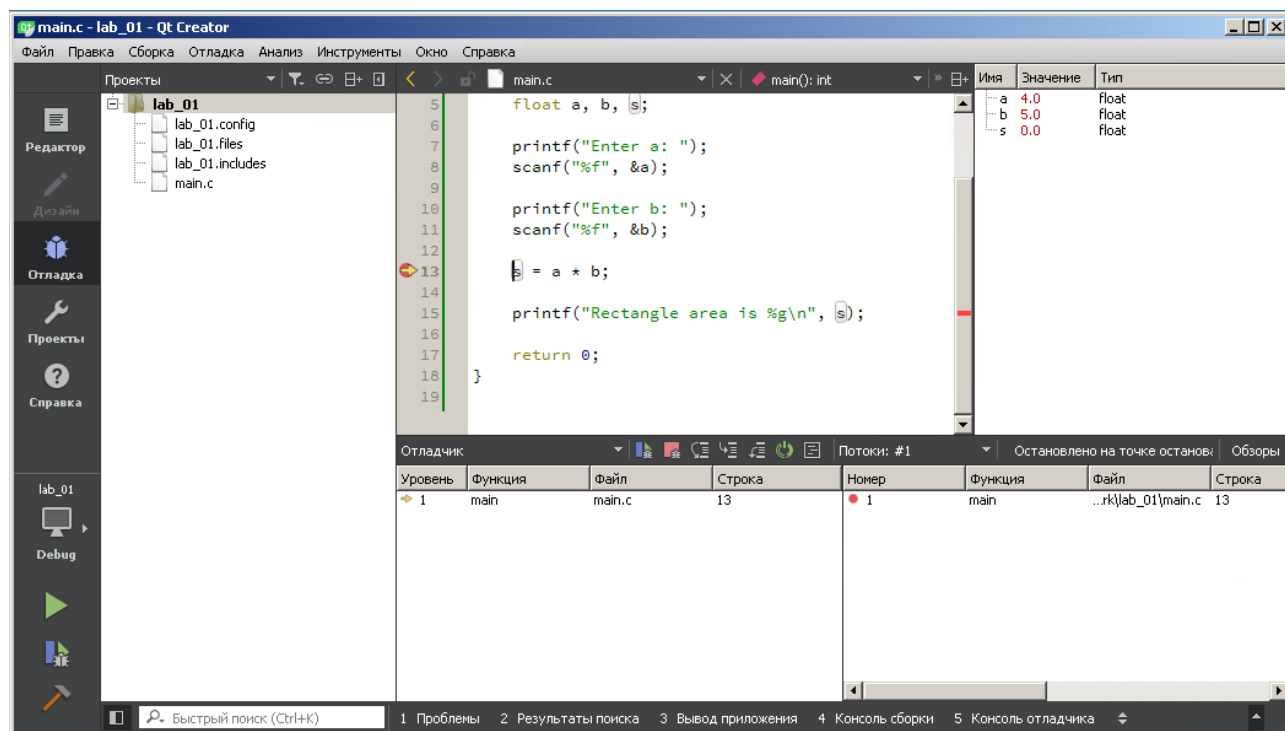 main.c - lab_01 - Qt Creator
Файл Правка Сборка Отладка Анализ Инструменты Окно Справка
Проекты
main.c
main(): int
Имя Значение Тип
Редактор
Дизайн
Отладка
Проекты
Справка
lab_01
Debug
lab_01
lab_01.config
lab_01.files
lab_01.includes
main.c
5 float a, b, s;
6
7 printf("Enter a: ");
8 scanf("%f", &a);
9
10 printf("Enter b: ");
11 scanf("%f", &b);
12
13 s = a * b;
14
15 printf("Rectangle area is %g\n", s);
16
17 return 0;
18 }
19
a 4.0 float
b 5.0 float
s 0.0 float
Отладчик
Потоки: #1
Остановлено на точке останова
Обзоры
Уровень Функция Файл Строка
1 main main.c 13
Номер Функция Файл Строка
1 main ...rk\lab_01\main.c 13
Быстрый поиск (Ctrl+K)
1 Проблемы 2 Результаты поиска 3 Вывод приложения 4 Консоль сборки 5 Консоль отладчика